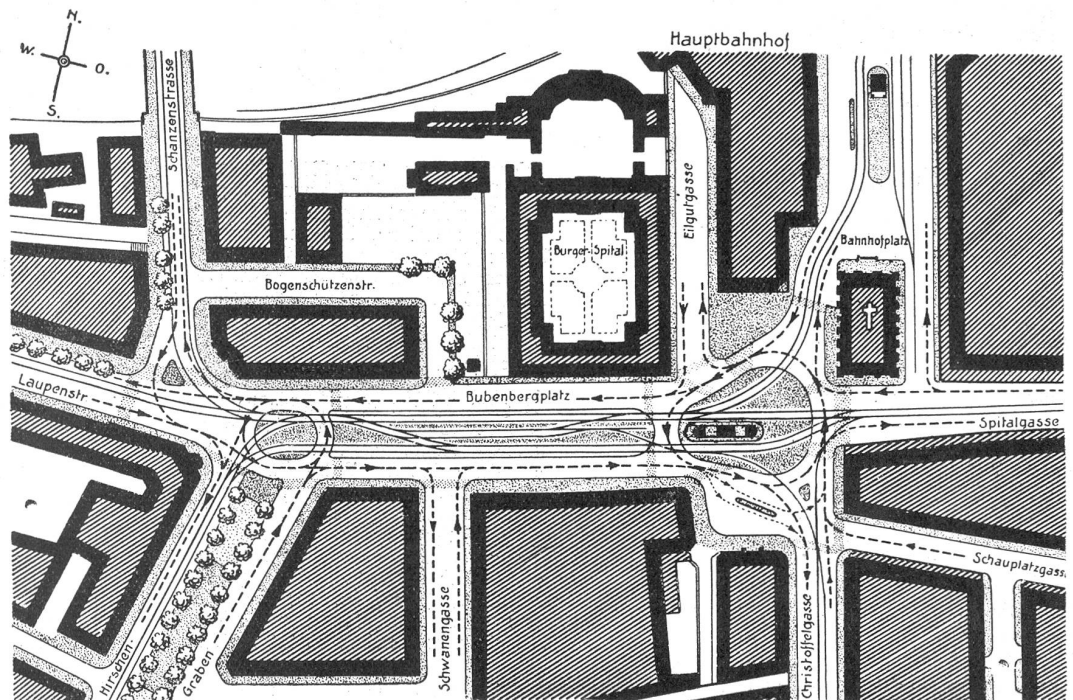 N.
W.
O.
S.
Hauptbahnhof
Schanzenstrasse
Eilgutgasse
Burger-Spital
Bahnhofplatz
Bogenschützenstr.
Laupenstr.
Bubenbergplatz
Spitalgasse
Schauplatzgass
Hirschen-
Graben
Schwanengasse
Christoffelgasse